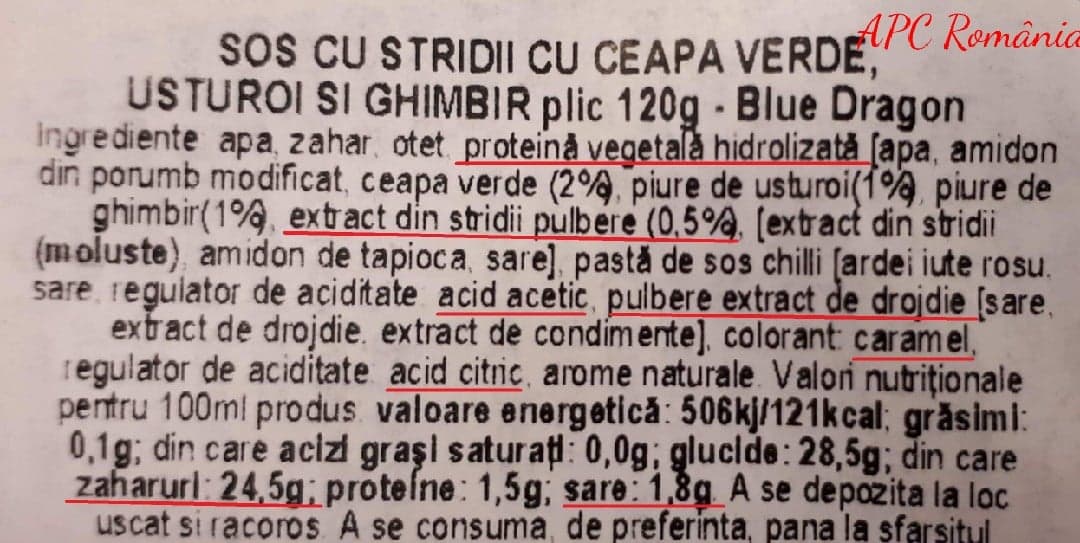 APC România
SOS CU STRIDII CU CEAPA VERDE,
USTUROI SI GHIMBIR plic 120g - Blue Dragon
Ingrediente apa, zahar, otet, proteină vegetală hidrolizată [apa, amidon
din porumb modificat, ceapa verde (2%), piure de usturoi(1%), piure de
ghimbir(1%), extract din stridii pulbere (0,5%), [extract din stridii
(moluste), amidon de tapioca, sare], pastă de sos chilli [ardei iute rosu,
sare, regulator de aciditate: acid acetic, pulbere extract de drojdie [sare,
extract de drojdie, extract de condimente], colorant: caramel,
regulator de aciditate: acid citric, arome naturale. Valori nutriționale
pentru 100ml produs: valoare energetică: 506kj/121kcal; grăsimi:
0,1g; din care acizi grași saturați: 0,0g; glucide: 28,5g; din care
zaharuri: 24,5g; proteine: 1,5g; sare: 1,8g. A se depozita la loc
uscat si racoros. A se consuma, de preferinta, pana la sfarsitul